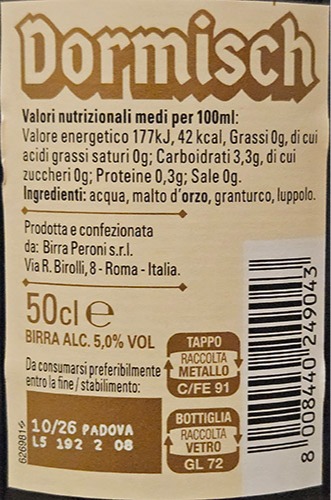 Dormisch
Valori nutrizionali medi per 100ml:
Valore energetico 177kJ, 42 kcal, Grassi 0g, di cui
acidi grassi saturi 0g; Carboidrati 3,3g, di cui
zuccheri 0g; Proteine 0,3g; Sale 0g.
Ingredienti: acqua, malto d'orzo, granturco, luppolo.
Prodotta e confezionata
da: Birra Peroni s.r.l.
Via R. Birolli, 8 - Roma - Italia.
50cl e
BIRRA ALC. 5,0% VOL
Da consumarsi preferibilmente
entro la fine / stabilimento:
10/26 PADOVA
L5 192 2 08
626981
TAPPO
RACCOLTA
METALLO
C/FE 91
BOTTIGLIA
RACCOLTA
VETRO
GL 72
8 008440 249043